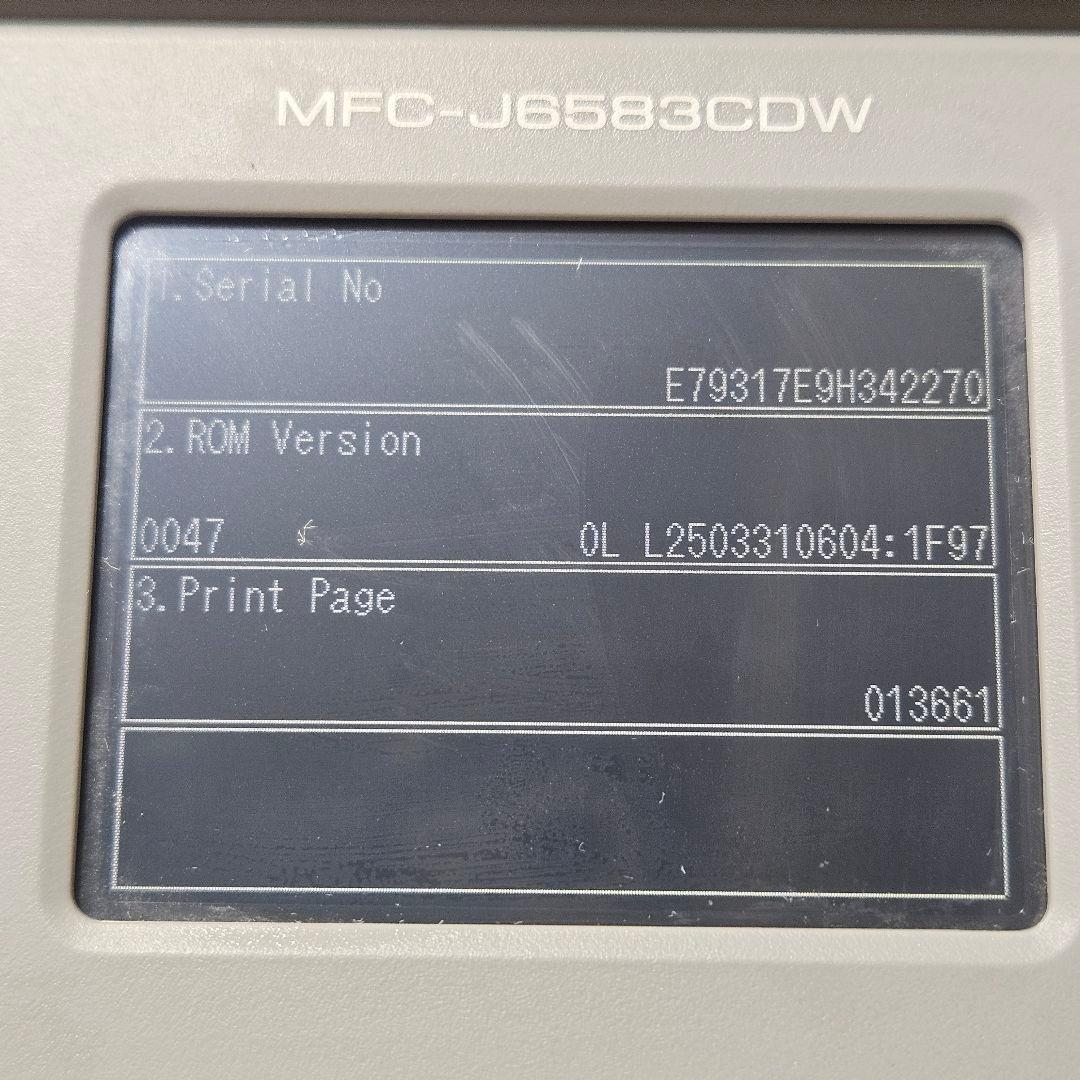 MFC-J6583CDW
1.Serial No
E79317E9H342270
2.ROM Version
0047 0L L2503310604:1F97
3.Print Page
013661